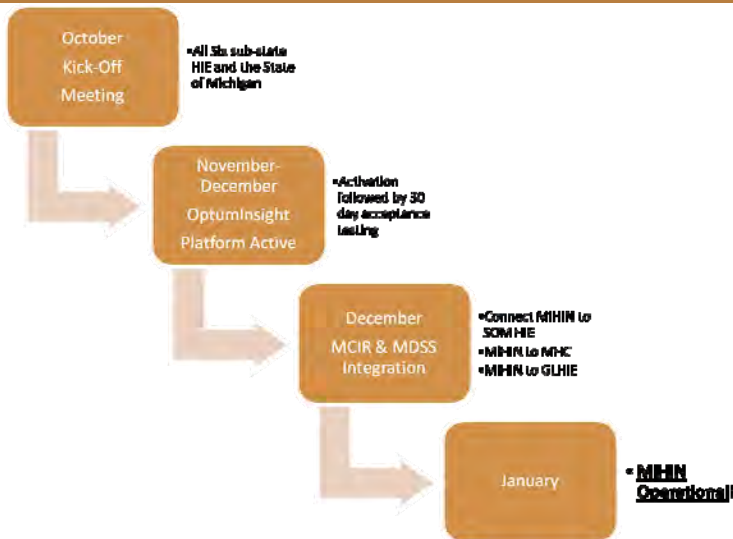 October
Kick-Off
Meeting
•All Six sub-state
HIE and the State
of Michigan
November-
December
OptumInsight
Platform Active
•Activation
followed by 30
day acceptance
testing
December
MCIR & MDSS
Integration
•Connect MIHIN to
SOM HIE
•MIHIN to MHC
•MIHIN to GLHIE
January
• MIHIN
Operational!